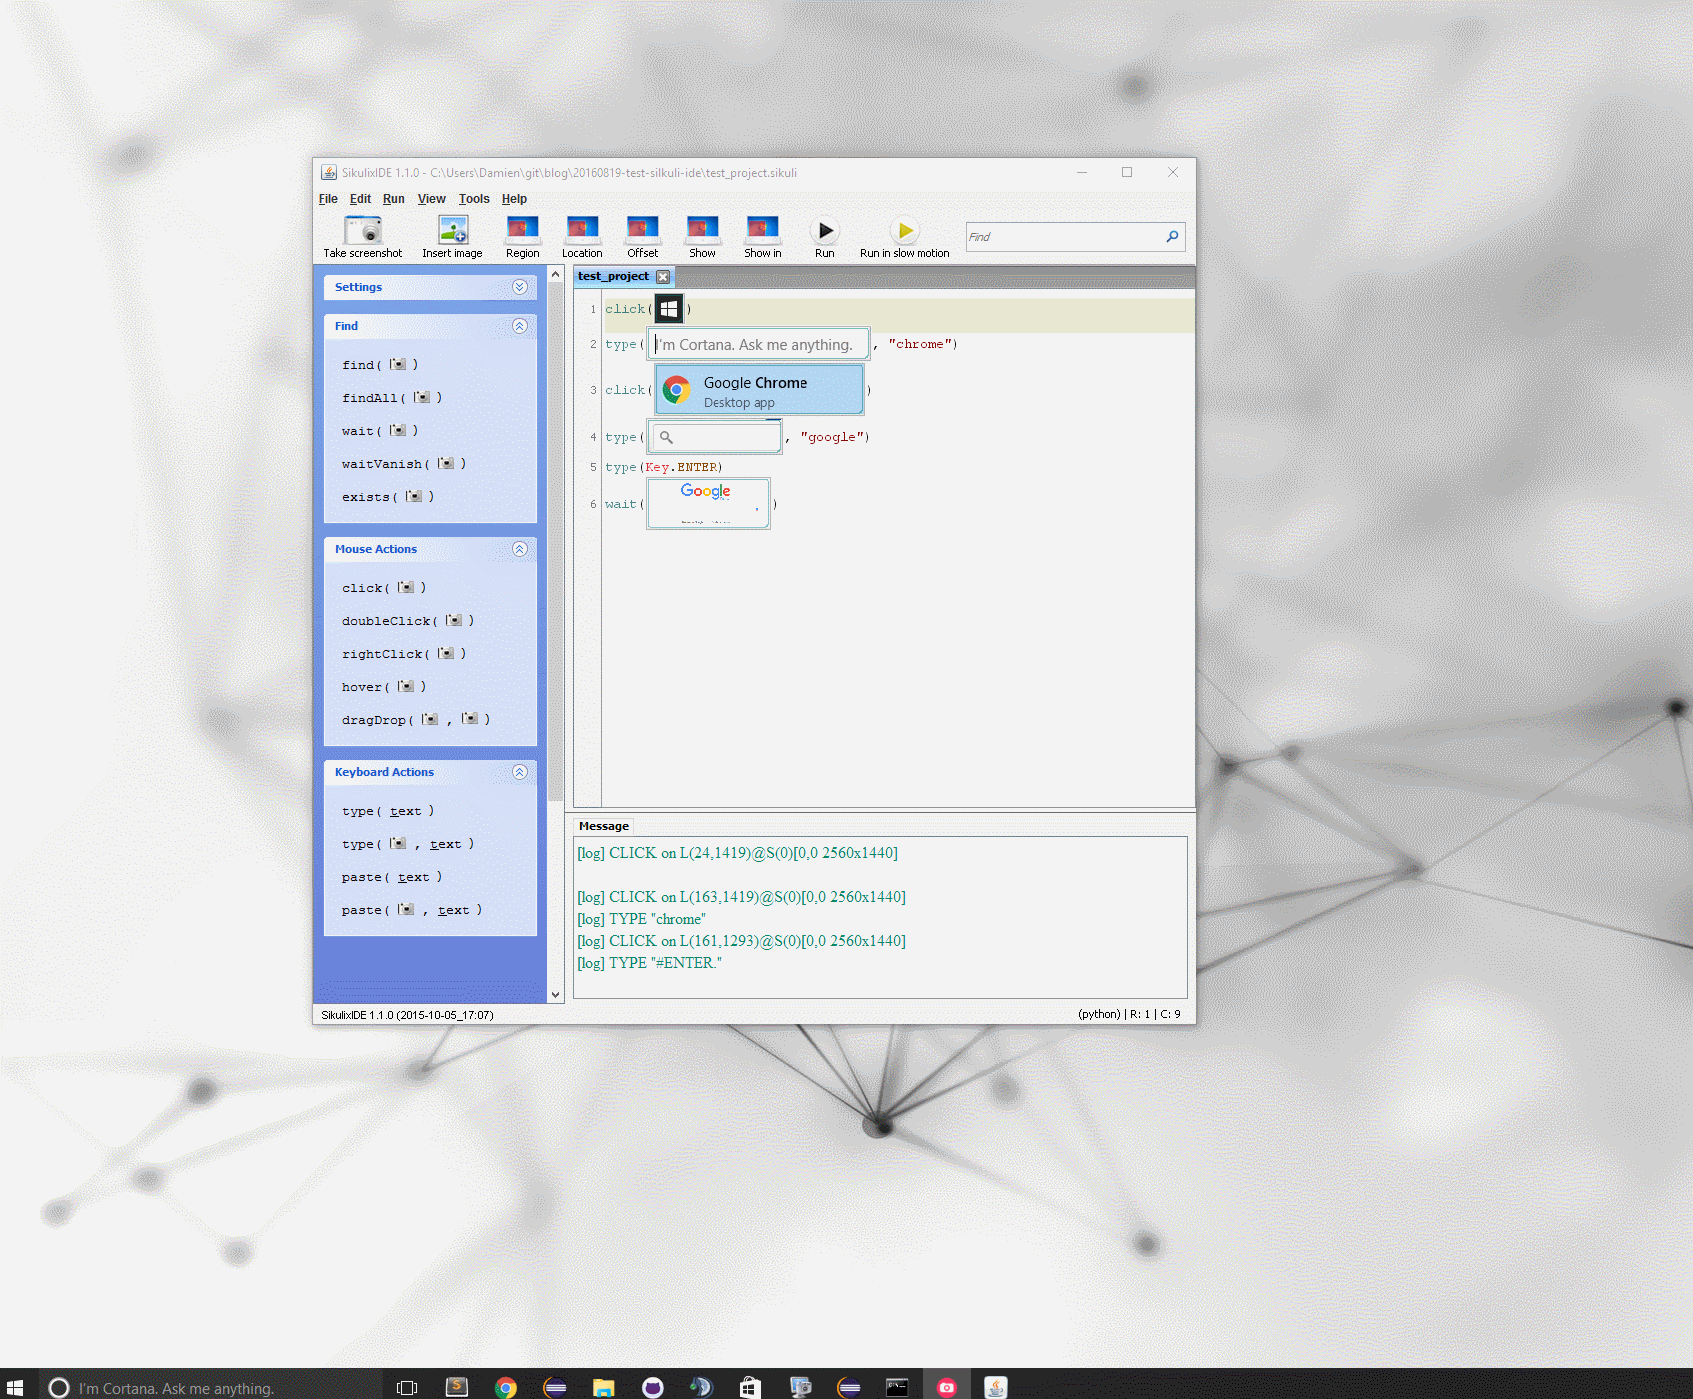 SikulixIDE 1.1.0 - C:\Users\Damien\git\blog\20160819-test-silkuli-ide\test_project.sikuli
File Edit Run View Tools Help
Take screenshot Insert image Region Location Offset Show Show in Run Run in slow motion Find
Settings
Find
find( )
findAll( )
wait( )
waitVanish( )
exists( )
Mouse Actions
click( )
doubleClick( )
rightClick( )
hover( )
dragDrop( , )
Keyboard Actions
type( text )
type( , text )
paste( text )
paste( , text )
test_project
1 click( )
2 type( I'm Cortana. Ask me anything. , "chrome")
3 click( Google Chrome )
Desktop app
4 type( , "google")
5 type(Key.ENTER)
6 wait( Google )
Message
[log] CLICK on L(24,1419)@S(0)[0,0 2560x1440]
[log] CLICK on L(163,1419)@S(0)[0,0 2560x1440]
[log] TYPE "chrome"
[log] CLICK on L(161,1293)@S(0)[0,0 2560x1440]
[log] TYPE "#ENTER."
SikulixIDE 1.1.0 (2015-10-05_17:07) (python) | R: 1 | C: 9
I'm Cortana. Ask me anything.